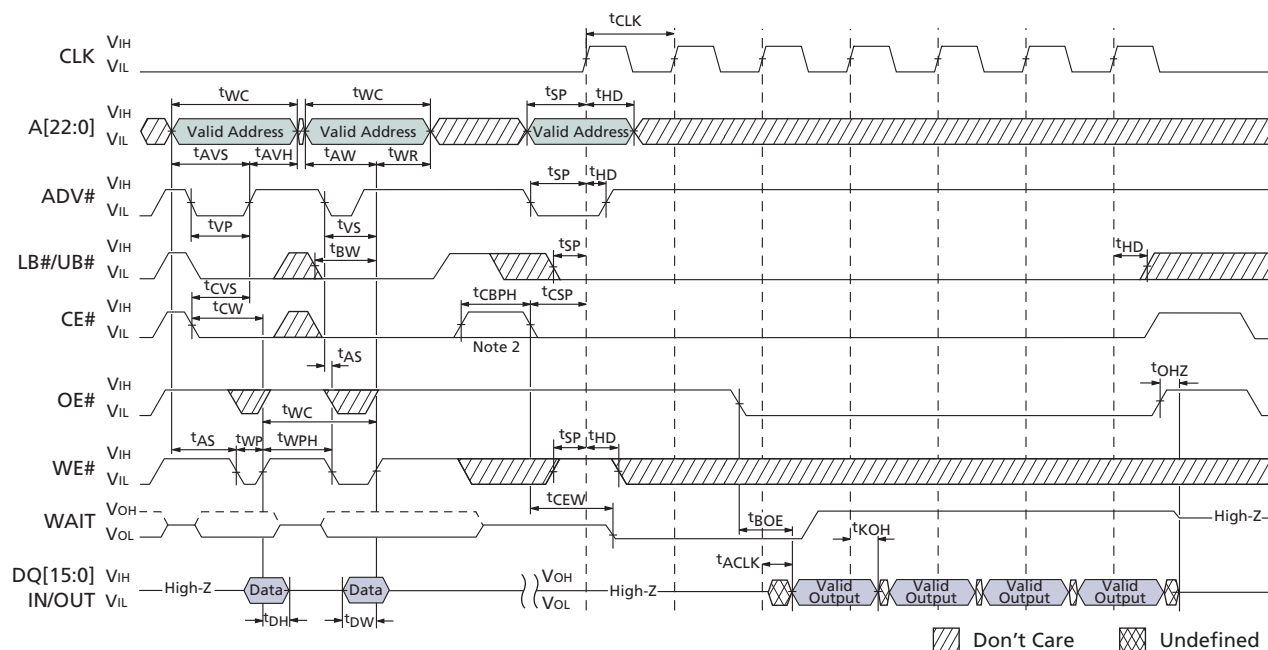 tCLK
CLK VIH
VIL
tWC tWC tSP tHD
A[22:0] VIH
VIL
Valid Address Valid Address Valid Address
tAVS tAVH tAW tWR
ADV# VIH
VIL
tSP tHD
tVP tVS
LB#/UB# VIH
VIL
tBW tSP tHD
tCVS
tCW tCBPH tCSP
CE# VIH
VIL
Note 2
tAS
OE# VIH
VIL
tOHZ
tWC
tAS tWP tWPH tSP tHD
WE# VIH
VIL
tCEW
WAIT VOH
VOL
High-Z
tBOE tKOH
tACLK
DQ[15:0] VIH
IN/OUT VIL
High-Z Data Data VOH
VOL High-Z
Valid Output Valid Output Valid Output Valid Output
tDH tDW
Don't Care Undefined